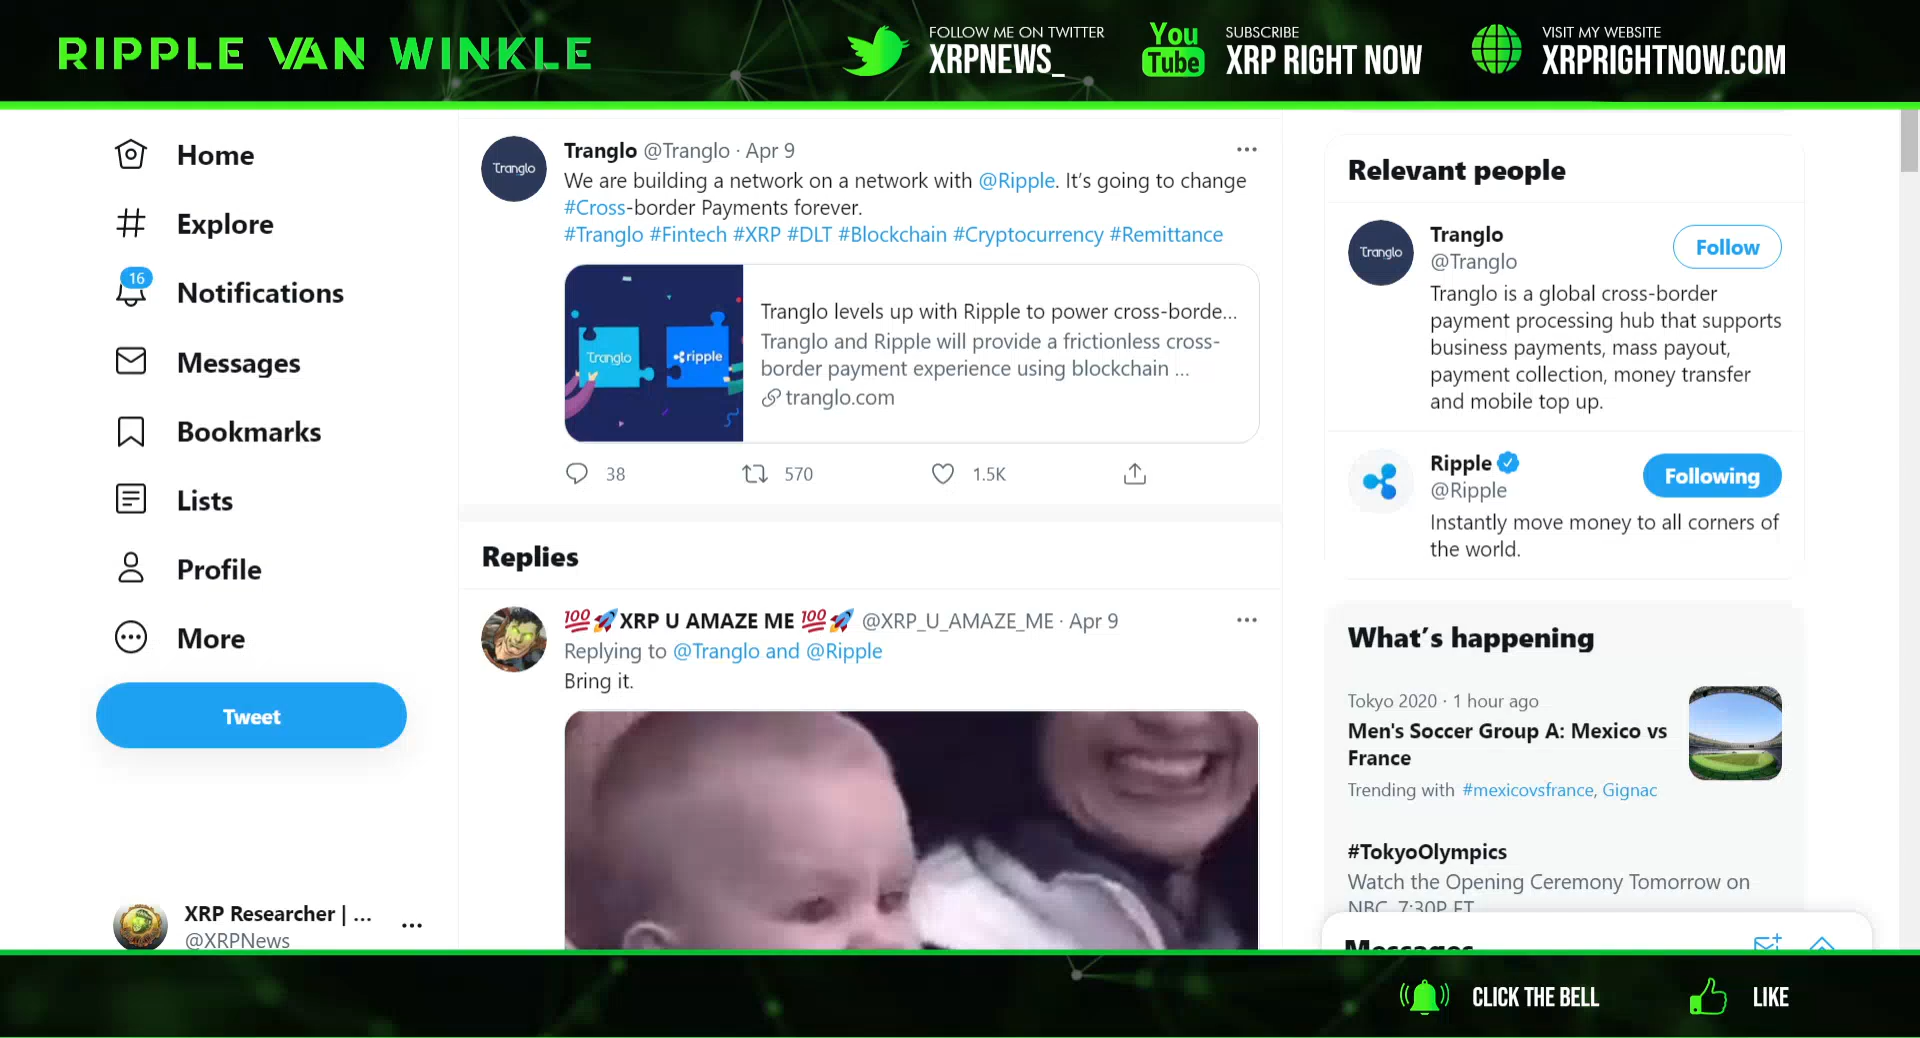 RIPPLE VAN WINKLE
FOLLOW ME ON TWITTER
XRPNEWS_
You
Tube
SUBSCRIBE
XRP RIGHT NOW
VISIT MY WEBSITE
XRPRIGHTNOW.COM
Home
Explore
16
Notifications
Messages
Bookmarks
Lists
Profile
More
Tweet
XRP Researcher | ...
@XRPNews
Tranglo
Tranglo @Tranglo · Apr 9
We are building a network on a network with @Ripple. It’s going to change
#Cross-border Payments forever.
#Tranglo #Fintech #XRP #DLT #Blockchain #Cryptocurrency #Remittance
Tranglo
ripple
Tranglo levels up with Ripple to power cross-borde...
Tranglo and Ripple will provide a frictionless cross-
border payment experience using blockchain ...
tranglo.com
38
570
1.5K
Replies
💯🚀XRP U AMAZE ME 💯🚀 @XRP_U_AMAZE_ME · Apr 9
Replying to @Tranglo and @Ripple
Bring it.
Relevant people
Tranglo
Tranglo
@Tranglo
Follow
Tranglo is a global cross-border
payment processing hub that supports
business payments, mass payout,
payment collection, money transfer
and mobile top up.
Ripple
@Ripple
Following
Instantly move money to all corners of
the world.
What’s happening
Tokyo 2020 · 1 hour ago
Men's Soccer Group A: Mexico vs
France
Trending with #mexicovsfrance, Gignac
#TokyoOlympics
Watch the Opening Ceremony Tomorrow on
NBC, 7:30P ET
Messages
CLICK THE BELL
LIKE